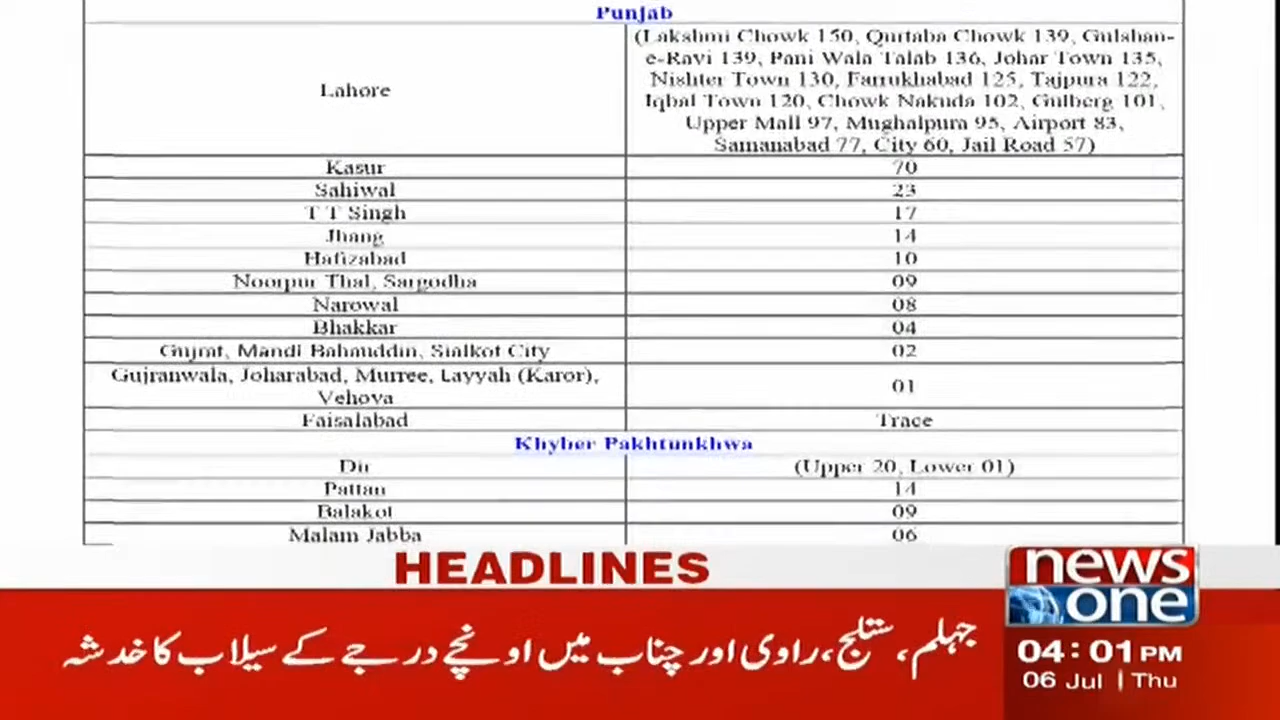 Punjab
Lahore
(Lakshmi Chowk 150, Qurtaba Chowk 139, Gulshan-
e-Ravi 139, Pani Wala Talab 136, Johar Town 135,
Nishter Town 130, Farrukhabad 125, Tajpura 122,
Iqbal Town 120, Chowk Nakuda 102, Gulberg 101,
Upper Mall 97, Mughalpura 95, Airport 83,
Samanabad 77, City 60, Jail Road 57)
Kasur 70
Sahiwal 23
T T Singh 17
Jhang 14
Hafizabad 10
Noorpur Thal, Sargodha 09
Narowal 08
Bhakkar 04
Gujrat, Mandi Bahauddin, Sialkot City 02
Gujranwala, Joharabad, Murree, Layyah (Karor),
Vehova 01
Faisalabad Trace
Khyber Pakhtunkhwa
Dir (Upper 20, Lower 01)
Pattan 14
Balakot 09
Malam Jabba 06
HEADLINES
جہلم، ستلج، راوی اور چناب میں اونچے درجے کے سیلاب کا خدشہ
news
one
04:01 PM
06 Jul | Thu